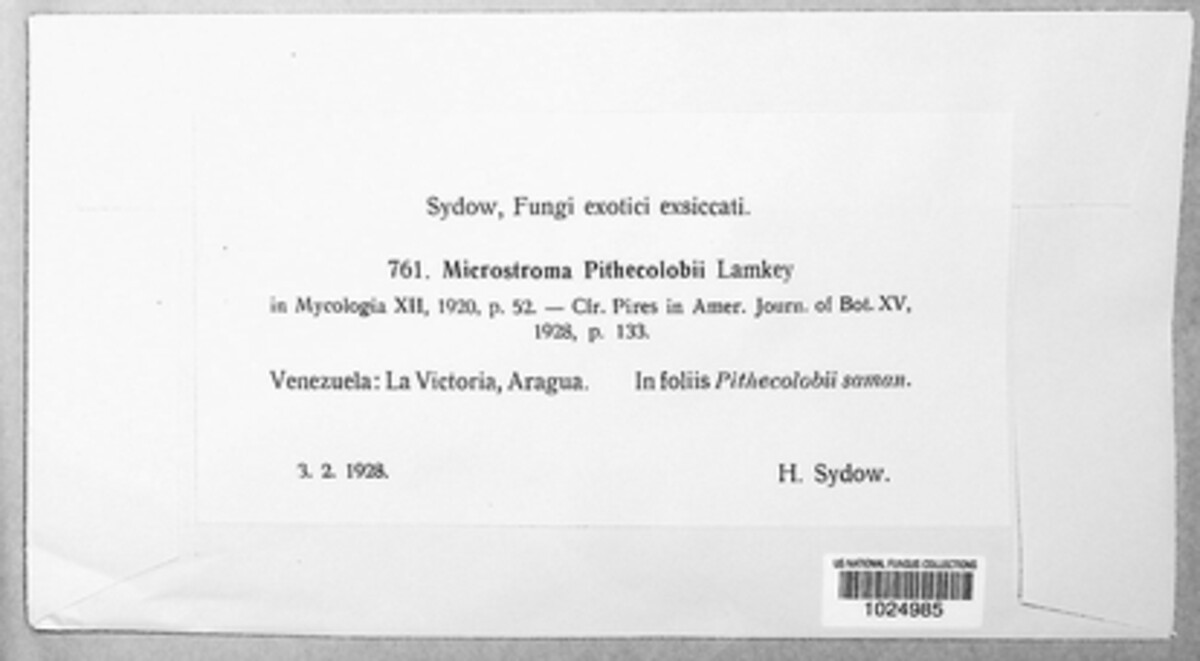 Sydow, Fungi exotici exsiccati.
761. Microstroma Pithecolobii Lamkey
in Mycologia XII, 1920, p. 52. — Cfr. Pires in Amer. Journ. of Bot. XV,
1928, p. 133.
Venezuela: La Victoria, Aragua. In foliis Pithecolobii saman.
3. 2. 1928. H. Sydow.
US NATIONAL FUNGUS COLLECTIONS
1024985